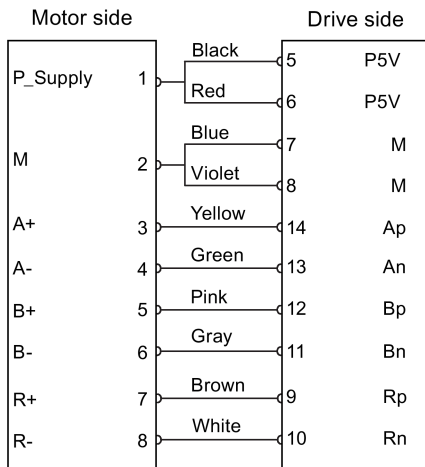 Motor side Drive side
Black
5 P5V
P_Supply 1
Red
6 P5V
Blue
7 M
M 2
Violet
8 M
Yellow
A+ 3 14 Ap
Green
A- 4 13 An
Pink
B+ 5 12 Bp
Gray
B- 6 11 Bn
Brown
R+ 7 9 Rp
White
R- 8 10 Rn